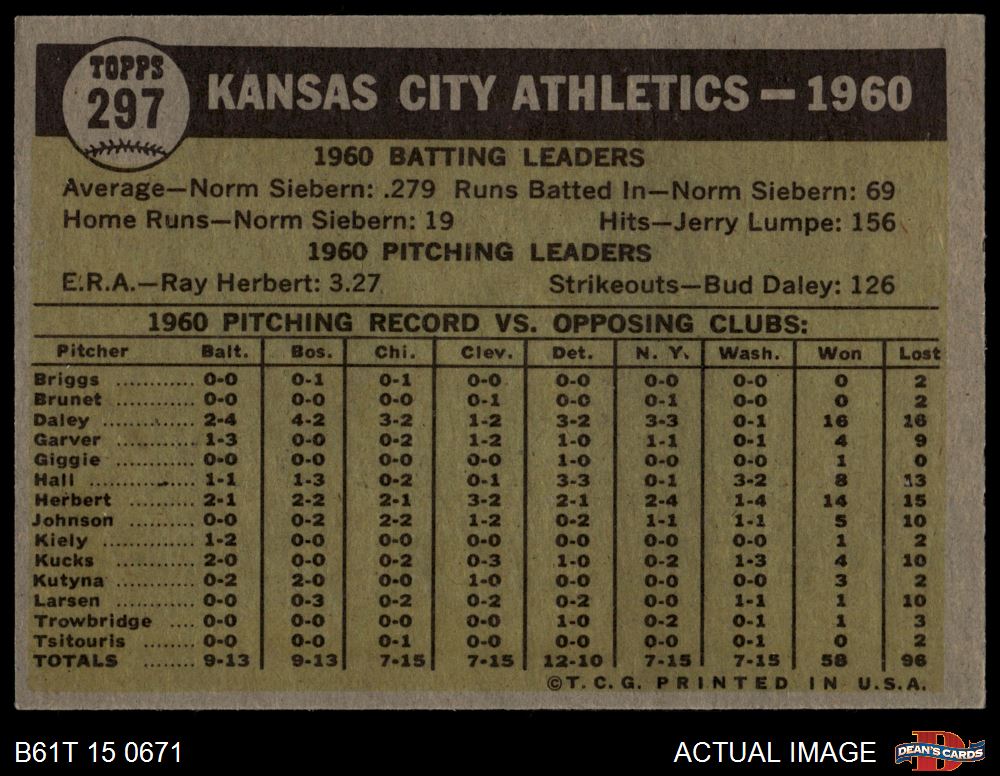 TOPPS
297
KANSAS CITY ATHLETICS — 1960
1960 BATTING LEADERS
Average—Norm Siebern: .279 Runs Batted In—Norm Siebern: 69
Home Runs—Norm Siebern: 19 Hits—Jerry Lumpe: 156
1960 PITCHING LEADERS
E.R.A.—Ray Herbert: 3.27 Strikeouts—Bud Daley: 126
1960 PITCHING RECORD VS. OPPOSING CLUBS:
Pitcher Balt. Bos. Chi. Clev. Det. N. Y. Wash. Won Lost
Briggs ........... 0-0 0-1 0-1 0-0 0-0 0-0 0-0 0 2
Brunet ........... 0-0 0-0 0-0 0-1 0-0 0-1 0-0 0 2
Daley ............ 2-4 4-2 3-2 1-2 3-2 3-3 0-1 16 16
Garver ........... 1-3 0-0 0-2 1-2 1-0 1-1 0-1 4 9
Giggie ........... 0-0 0-0 0-0 0-0 1-0 0-0 0-0 1 0
Hall ............. 1-1 1-3 0-2 0-1 3-3 0-1 3-2 8 13
Herbert .......... 2-1 2-2 2-1 3-2 2-1 2-4 1-4 14 15
Johnson .......... 0-0 0-2 2-2 1-2 0-2 1-1 1-1 5 10
Kiely ............ 1-2 0-0 0-0 0-0 0-0 0-0 0-0 1 2
Kucks ............ 2-0 0-0 0-2 0-3 1-0 0-2 1-3 4 10
Kutyna ........... 0-2 2-0 0-0 1-0 0-0 0-0 0-0 3 2
Larsen ........... 0-0 0-3 0-2 0-2 0-2 0-0 1-1 1 10
Trowbridge .... 0-0 0-0 0-0 0-0 1-0 0-2 0-1 1 3
Tsitouris ........ 0-0 0-0 0-1 0-0 0-0 0-0 0-1 0 2
TOTALS ........ 9-13 9-13 7-15 7-15 12-10 7-15 7-15 58 96
©T. C. G. PRINTED IN U.S.A.
B61T 15 0671 ACTUAL IMAGE
DEAN'S CARDS